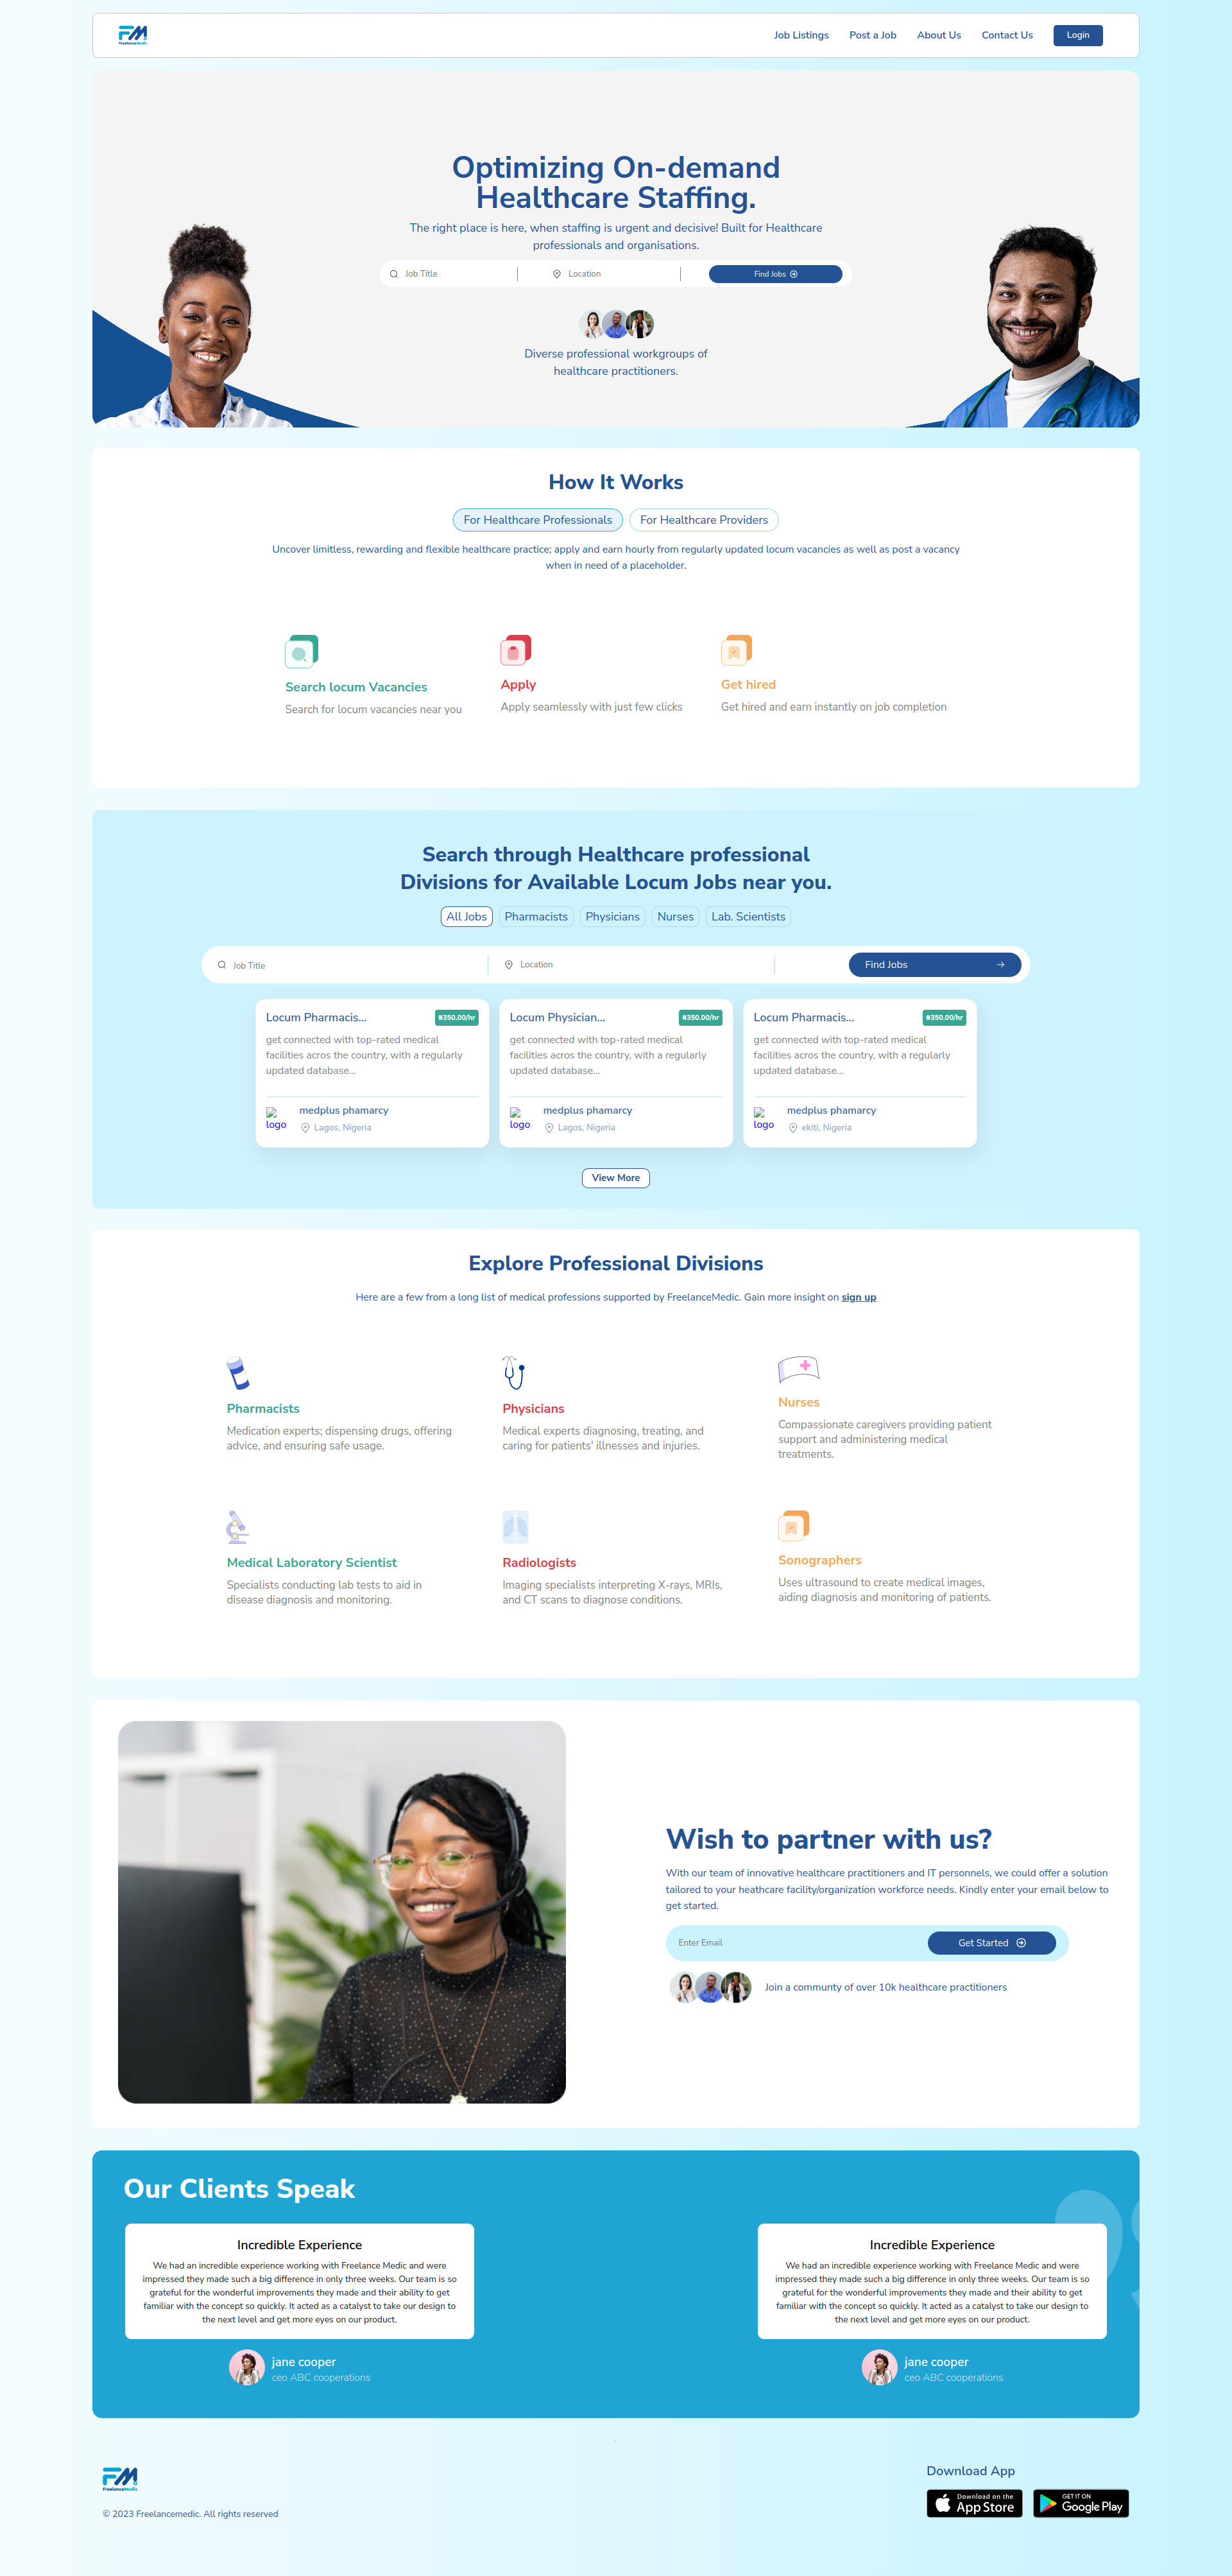 FM
FreelanceMedic
Job Listings
Post a Job
About Us
Contact Us
Login
Optimizing On-demand
Healthcare Staffing.
The right place is here, when staffing is urgent and decisive! Built for Healthcare
professionals and organisations.
Job Title
Location
Find Jobs
Diverse professional workgroups of
healthcare practitioners.
How It Works
For Healthcare Professionals
For Healthcare Providers
Uncover limitless, rewarding and flexible healthcare practice; apply and earn hourly from regularly updated locum vacancies as well as post a vacancy
when in need of a placeholder.
Search locum Vacancies
Search for locum vacancies near you
Apply
Apply seamlessly with just few clicks
Get hired
Get hired and earn instantly on job completion
Search through Healthcare professional
Divisions for Available Locum Jobs near you.
All Jobs
Pharmacists
Physicians
Nurses
Lab. Scientists
Job Title
Location
Find Jobs
Locum Pharmacis...
₦350.00/hr
get connected with top-rated medical
facilities acros the country, with a regularly
updated database...
logo
medplus phamarcy
Lagos, Nigeria
Locum Physician...
₦350.00/hr
get connected with top-rated medical
facilities acros the country, with a regularly
updated database...
logo
medplus phamarcy
Lagos, Nigeria
Locum Pharmacis...
₦350.00/hr
get connected with top-rated medical
facilities acros the country, with a regularly
updated database...
logo
medplus phamarcy
ekiti, Nigeria
View More
Explore Professional Divisions
Here are a few from a long list of medical professions supported by FreelanceMedic. Gain more insight on sign up
Pharmacists
Medication experts; dispensing drugs, offering
advice, and ensuring safe usage.
Physicians
Medical experts diagnosing, treating, and
caring for patients' illnesses and injuries.
Nurses
Compassionate caregivers providing patient
support and administering medical
treatments.
Medical Laboratory Scientist
Specialists conducting lab tests to aid in
disease diagnosis and monitoring.
Radiologists
Imaging specialists interpreting X-rays, MRIs,
and CT scans to diagnose conditions.
Sonographers
Uses ultrasound to create medical images,
aiding diagnosis and monitoring of patients.
Wish to partner with us?
With our team of innovative healthcare practitioners and IT personnels, we could offer a solution
tailored to your heathcare facility/organization workforce needs. Kindly enter your email below to
get started.
Enter Email
Get Started
Join a communty of over 10k healthcare practitioners
Our Clients Speak
Incredible Experience
We had an incredible experience working with Freelance Medic and were
impressed they made such a big difference in only three weeks. Our team is so
grateful for the wonderful improvements they made and their ability to get
familiar with the concept so quickly. It acted as a catalyst to take our design to
the next level and get more eyes on our product.
jane cooper
ceo ABC cooperations
Incredible Experience
We had an incredible experience working with Freelance Medic and were
impressed they made such a big difference in only three weeks. Our team is so
grateful for the wonderful improvements they made and their ability to get
familiar with the concept so quickly. It acted as a catalyst to take our design to
the next level and get more eyes on our product.
jane cooper
ceo ABC cooperations
FM
FreelanceMedic
© 2023 Freelancemedic. All rights reserved
Download App
Download on the
App Store
GET IT ON
Google Play